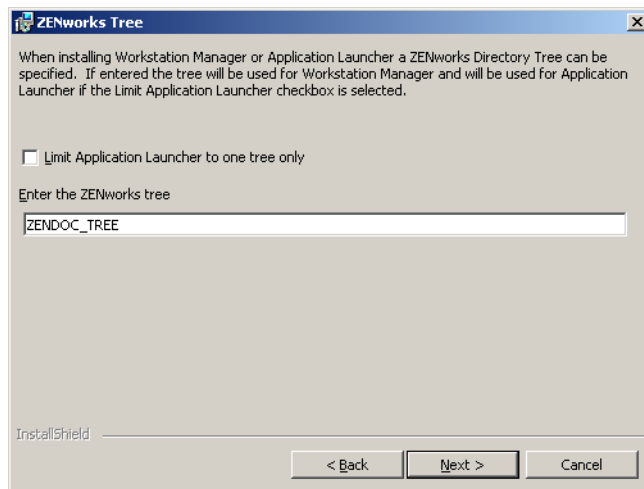 ZENworks Tree
When installing Workstation Manager or Application Launcher a ZENworks Directory Tree can be
specified. If entered the tree will be used for Workstation Manager and will be used for Application
Launcher if the Limit Application Launcher checkbox is selected.
Limit Application Launcher to one tree only
Enter the ZENworks tree
ZENDOC_TREE
InstallShield
< Back Next > Cancel